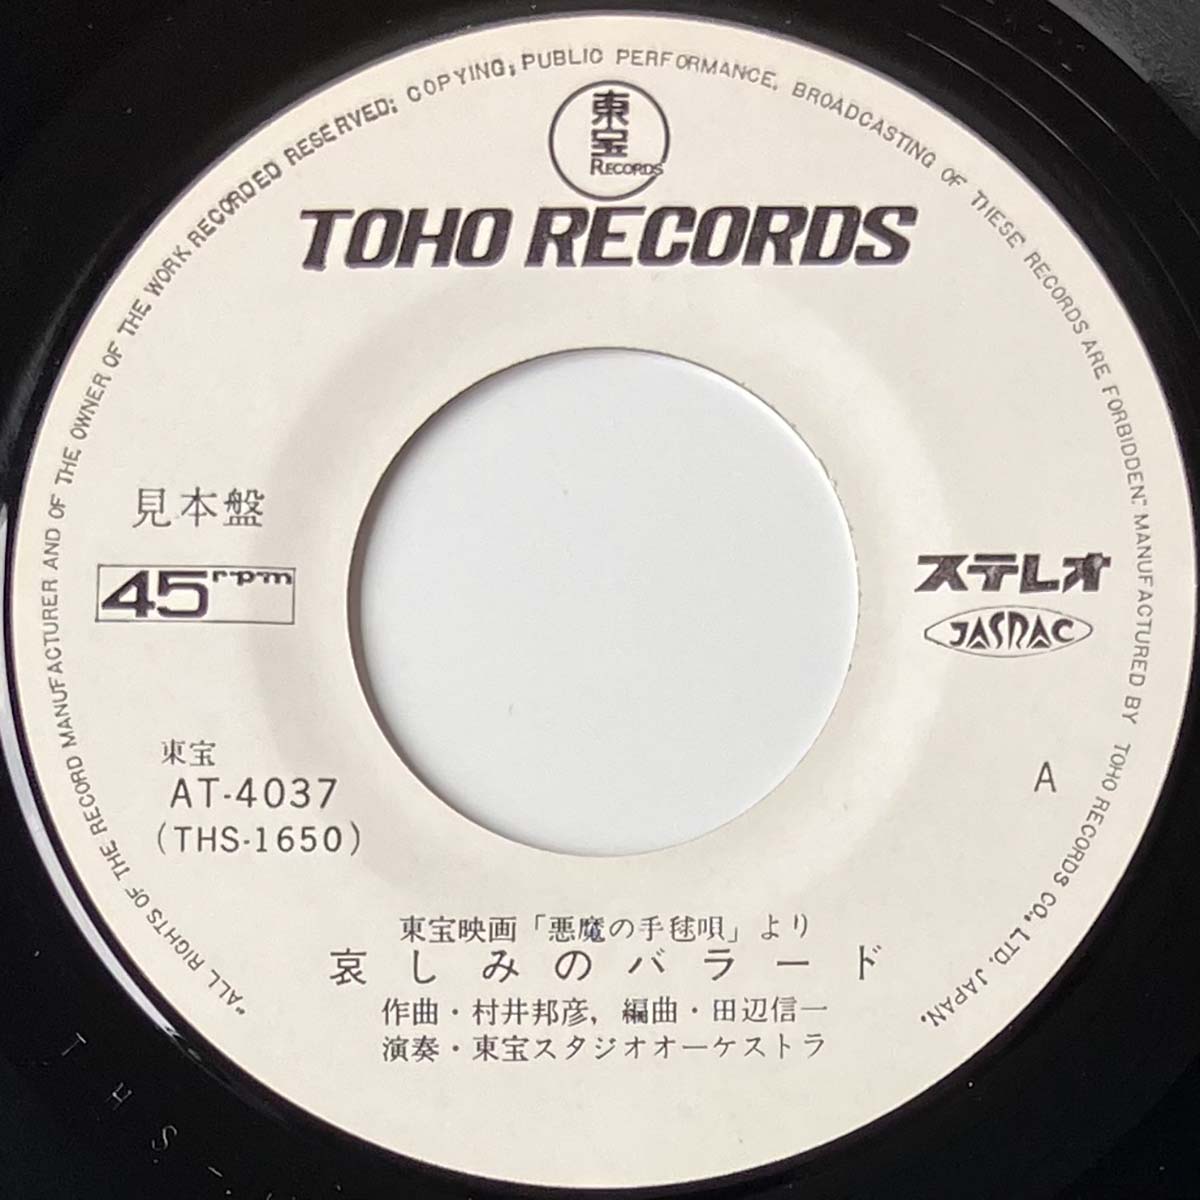 "ALL RIGHTS OF THE RECORD MANUFACTURER AND OF THE OWNER OF THE WORK RECORDED RESERVED; COPYING; PUBLIC PERFORMANCE, BROADCASTING OF THESE RECORDS ARE FORBIDDEN." MANUFACTURED BY TOHO RECORDS CO., LTD. JAPAN.
東宝
RECORDS
TOHO RECORDS
見本盤
45rpm
ステレオ
JASRAC
東宝
AT-4037
(THS-1650)
A
東宝映画「悪魔の手毬唄」より
哀しみのバラード
作曲・村井邦彦, 編曲・田辺信一
演奏・東宝スタジオオーケストラ
THS-